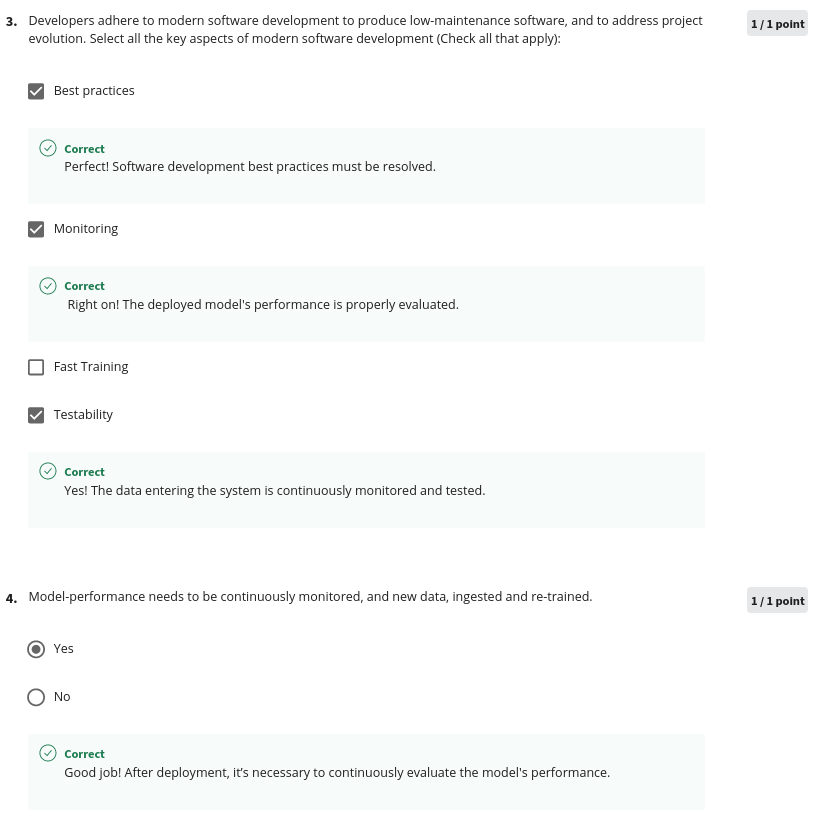 3. Developers adhere to modern software development to produce low-maintenance software, and to address project
evolution. Select all the key aspects of modern software development (Check all that apply):
1 / 1 point
Best practices
Correct
Perfect! Software development best practices must be resolved.
Monitoring
Correct
Right on! The deployed model's performance is properly evaluated.
Fast Training
Testability
Correct
Yes! The data entering the system is continuously monitored and tested.
4. Model-performance needs to be continuously monitored, and new data, ingested and re-trained.
1 / 1 point
Yes
No
Correct
Good job! After deployment, it’s necessary to continuously evaluate the model's performance.